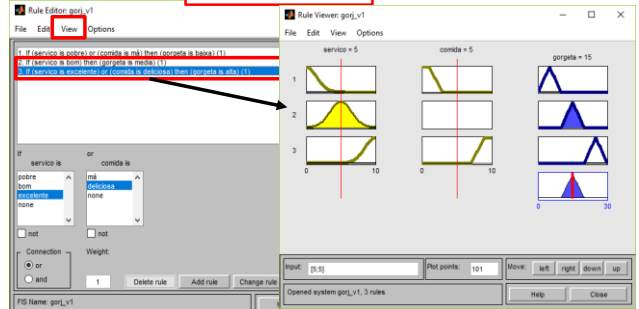 Rule Editor: gorj_v1
File Edit View Options
1. If (servico is pobre) or (comida is má) then (gorgeta is baixa) (1)
2. If (servico is bom) then (gorgeta is media) (1)
3. If (servico is excelente) or (comida is deliciosa) then (gorgeta is alta) (1)
If
servico is
or
comida is
pobre
bom
excelente
none
má
deliciosa
none
not
not
Connection
or
and
Weight:
1
Delete rule
Add rule
Change rule
FIS Name: gorj_v1
Rule Viewer: gorj_v1
File Edit View Options
servico = 5
comida = 5
gorgeta = 15
1
2
3
0 10
0 10
0 30
Input: [5;5]
Plot points: 101
Move: left right down up
Opened system gorj_v1, 3 rules
Help
Close